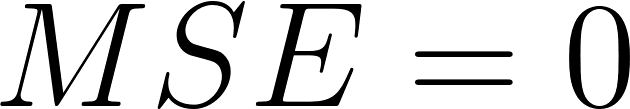 MSE = 0